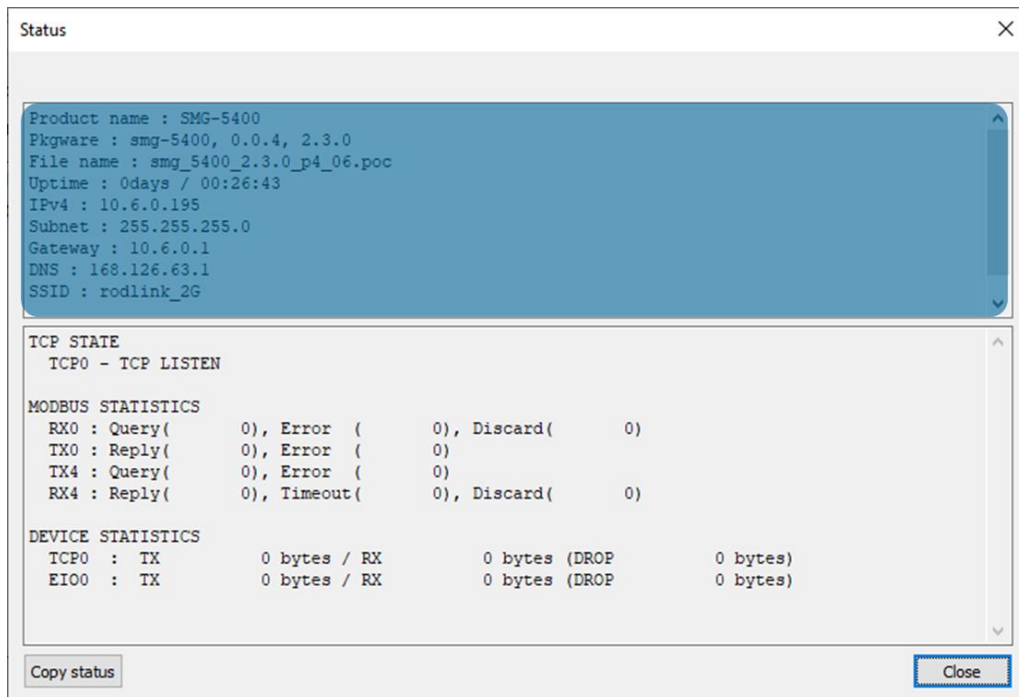 Status
Product name : SMG-5400
Pkgware : smg-5400, 0.0.4, 2.3.0
File name : smg_5400_2.3.0_p4_06.poc
Uptime : 0days / 00:26:43
IPv4 : 10.6.0.195
Subnet : 255.255.255.0
Gateway : 10.6.0.1
DNS : 168.126.63.1
SSID : rodlink_2G
TCP STATE
TCP0 - TCP LISTEN
MODBUS STATISTICS
RX0 : Query( 0), Error ( 0), Discard( 0)
TX0 : Reply( 0), Error ( 0)
TX4 : Query( 0), Error ( 0)
RX4 : Reply( 0), Timeout( 0), Discard( 0)
DEVICE STATISTICS
TCP0 : TX 0 bytes / RX 0 bytes (DROP 0 bytes)
EIO0 : TX 0 bytes / RX 0 bytes (DROP 0 bytes)
Copy status
Close